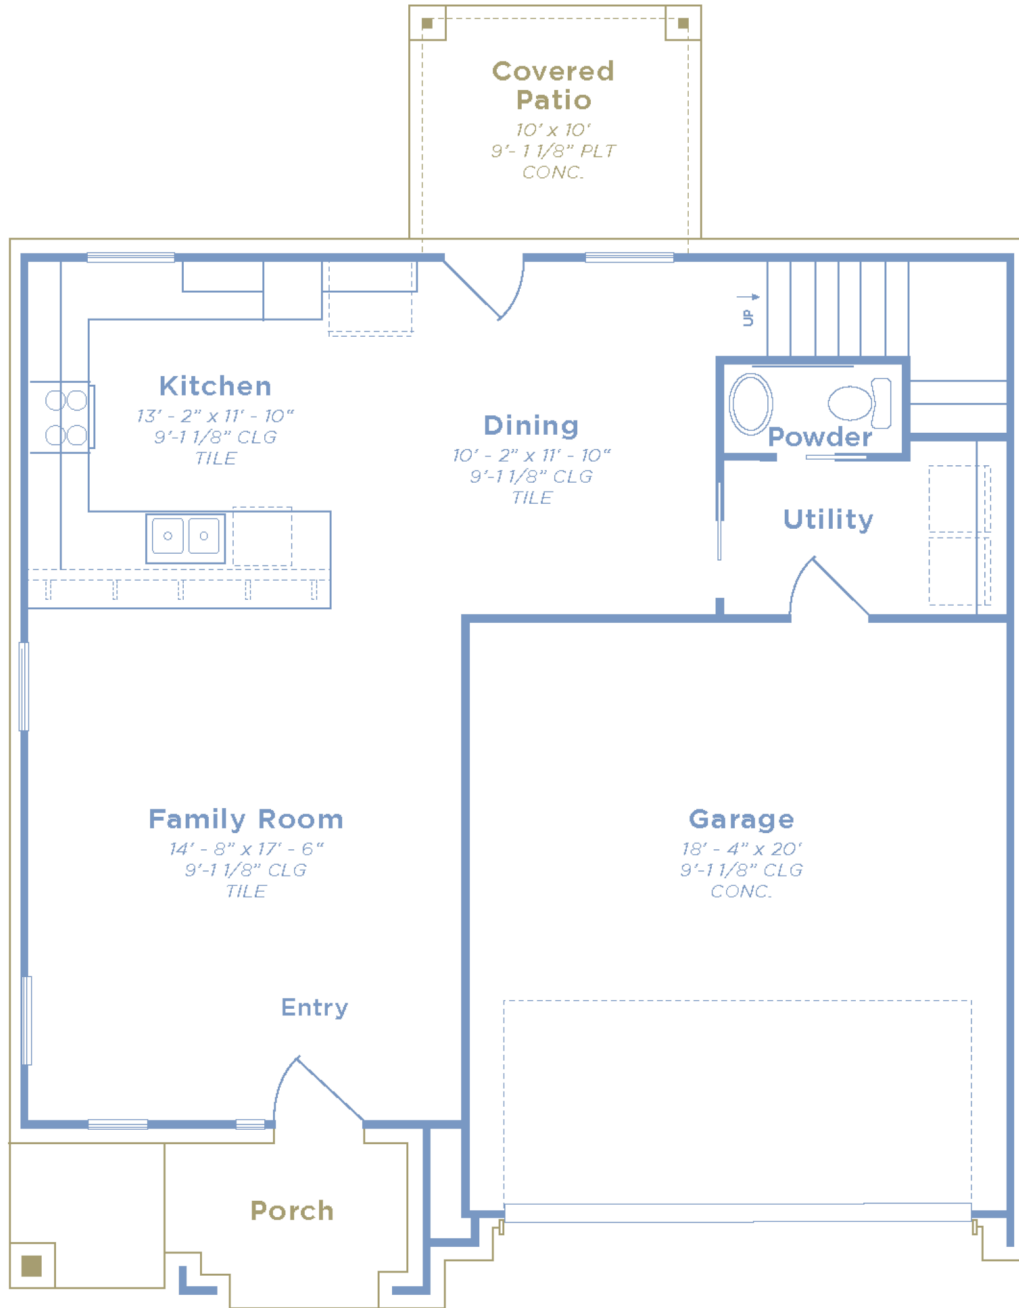 Covered
Patio
10' x 10'
9'- 1 1/8" PLT
CONC.
UP
Kitchen
13' - 2" x 11' - 10"
9'-1 1/8" CLG
TILE
Dining
10' - 2" x 11' - 10"
9'-1 1/8" CLG
TILE
Powder
Utility
Family Room
14' - 8" x 17' - 6"
9'-1 1/8" CLG
TILE
Garage
18' - 4" x 20'
9'-1 1/8" CLG
CONC.
Entry
Porch